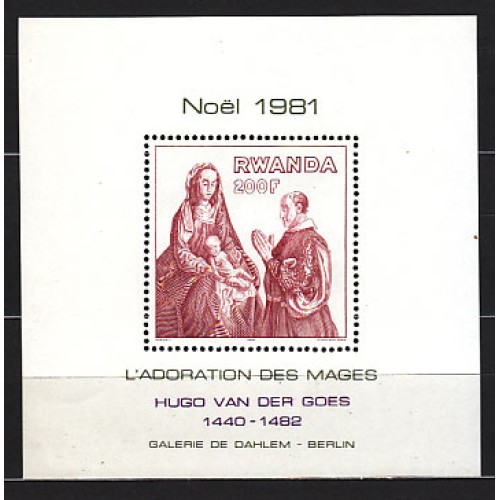 Noël 1981
RWANDA
200F
L'ADORATION DES MAGES
HUGO VAN DER GOES
1440-1482
GALERIE DE DAHLEM - BERLIN